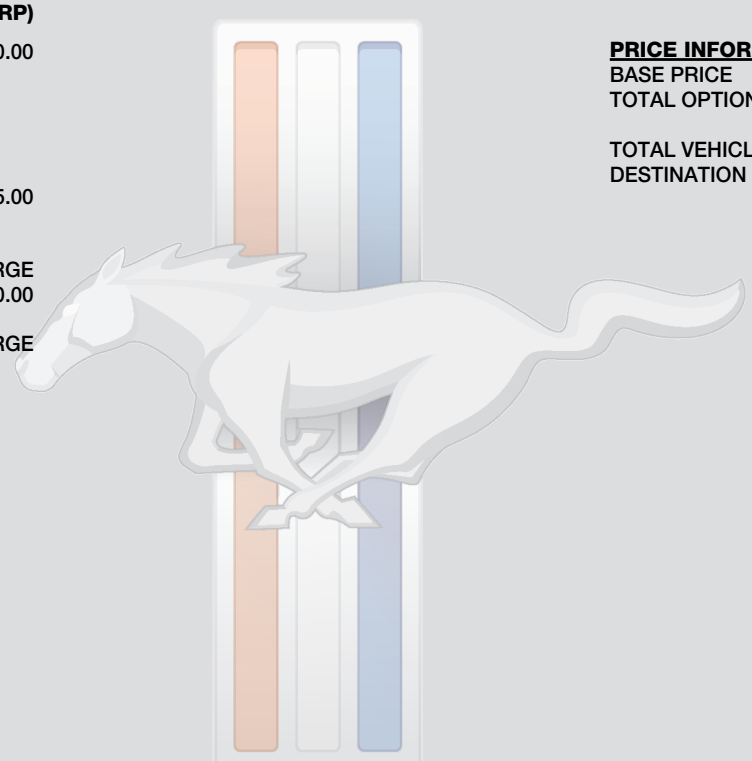 RP)
0.00
5.00
RGE
0.00
RGE
PRICE INFOR
BASE PRICE
TOTAL OPTION
TOTAL VEHICL
DESTINATION